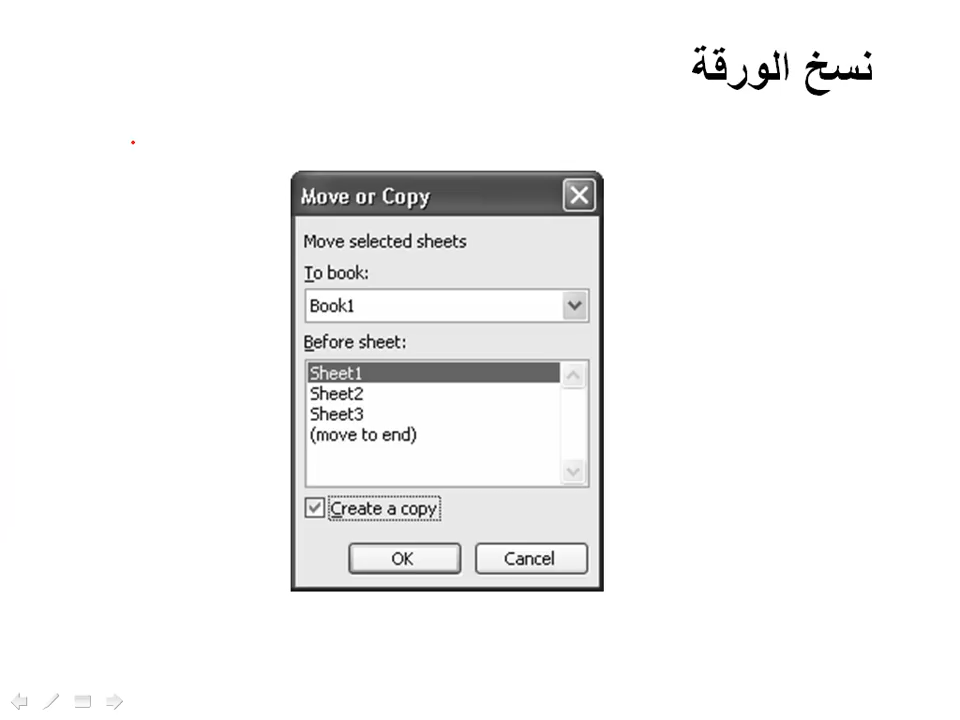 نسخ الورقة
Move or Copy
Move selected sheets
To book:
Book1
Before sheet:
Sheet1
Sheet2
Sheet3
(move to end)
Create a copy
OK
Cancel